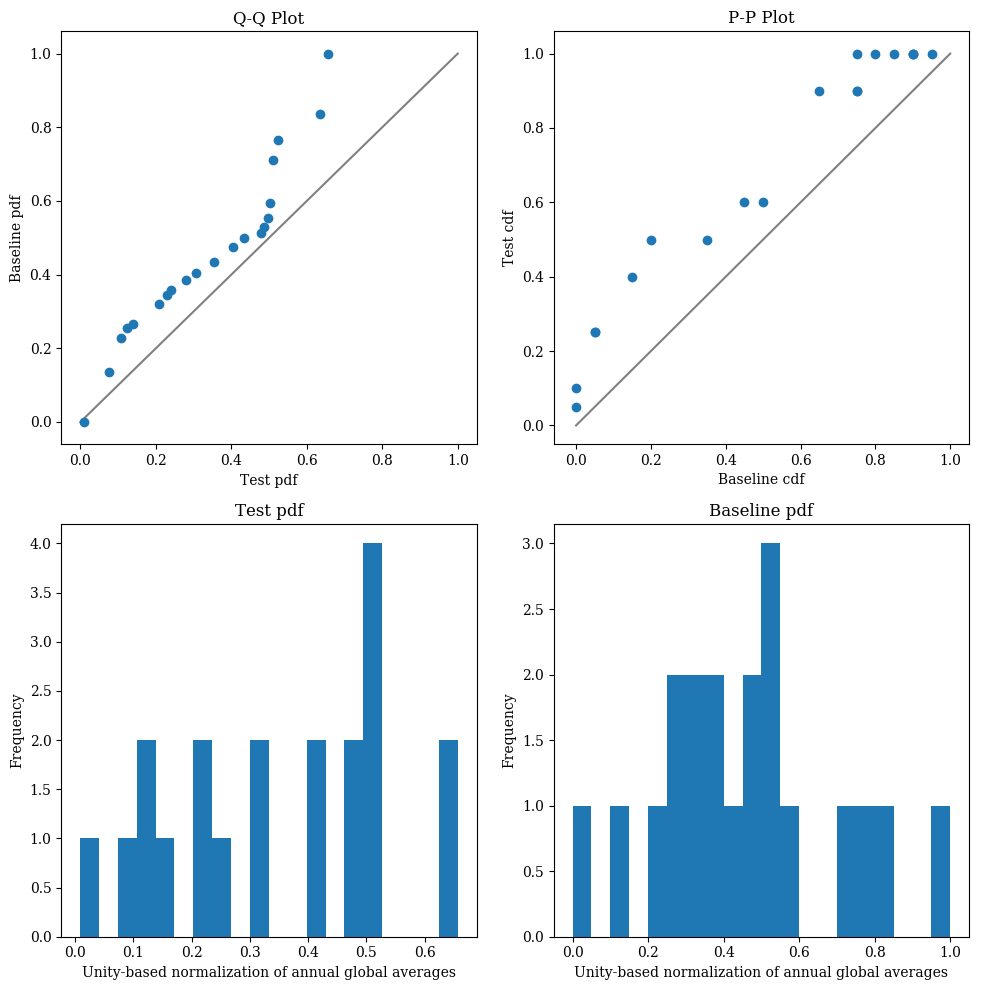 Q-Q Plot
1.0
0.8
0.6
0.4
0.2
0.0
Baseline pdf
0.0 0.2 0.4 0.6 0.8 1.0
Test pdf
P-P Plot
1.0
0.8
0.6
0.4
0.2
0.0
Test cdf
0.0 0.2 0.4 0.6 0.8 1.0
Baseline cdf
Test pdf
4.0
3.5
3.0
2.5
2.0
1.5
1.0
0.5
0.0
Frequency
0.0 0.1 0.2 0.3 0.4 0.5 0.6
Unity-based normalization of annual global averages
Baseline pdf
3.0
2.5
2.0
1.5
1.0
0.5
0.0
Frequency
0.0 0.2 0.4 0.6 0.8 1.0
Unity-based normalization of annual global averages